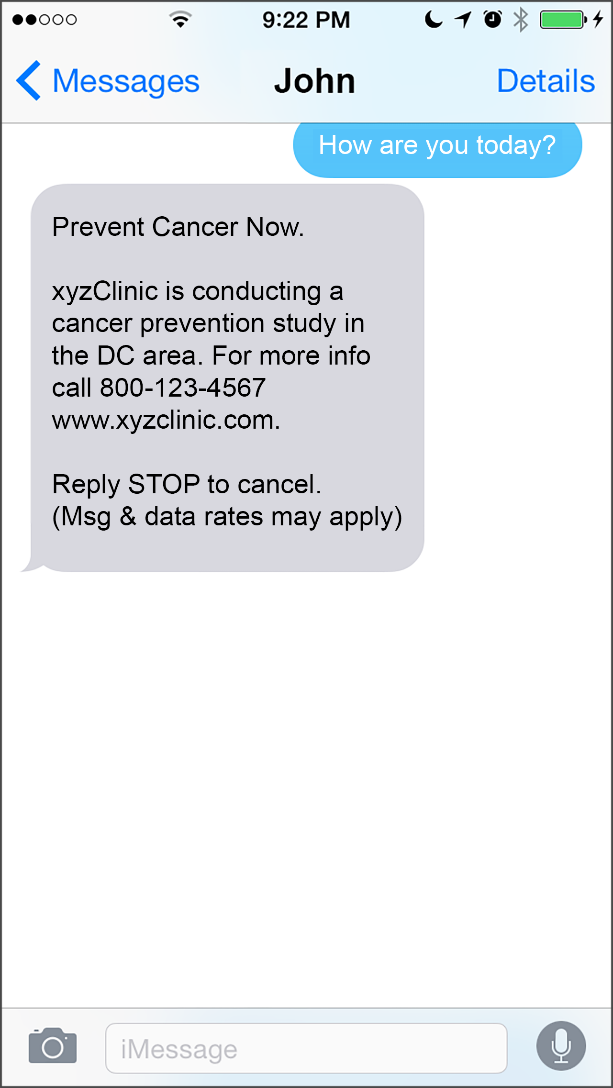 9:22 PM
Messages
John
Details
How are you today?
Prevent Cancer Now.
xyzClinic is conducting a
cancer prevention study in
the DC area. For more info
call 800-123-4567
www.xyzclinic.com.
Reply STOP to cancel.
(Msg & data rates may apply)
iMessage